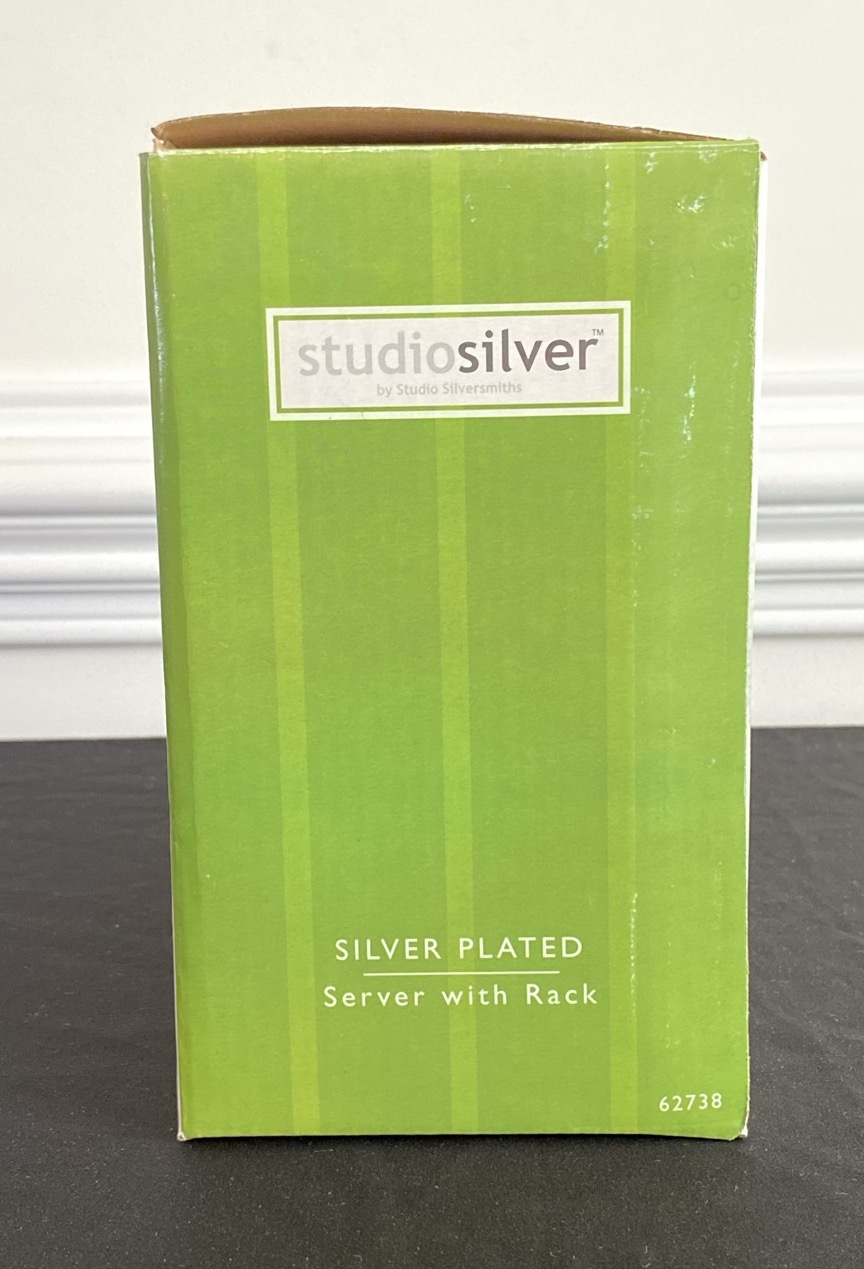 studiosilver™
by Studio Silversmiths
SILVER PLATED
Server with Rack
62738